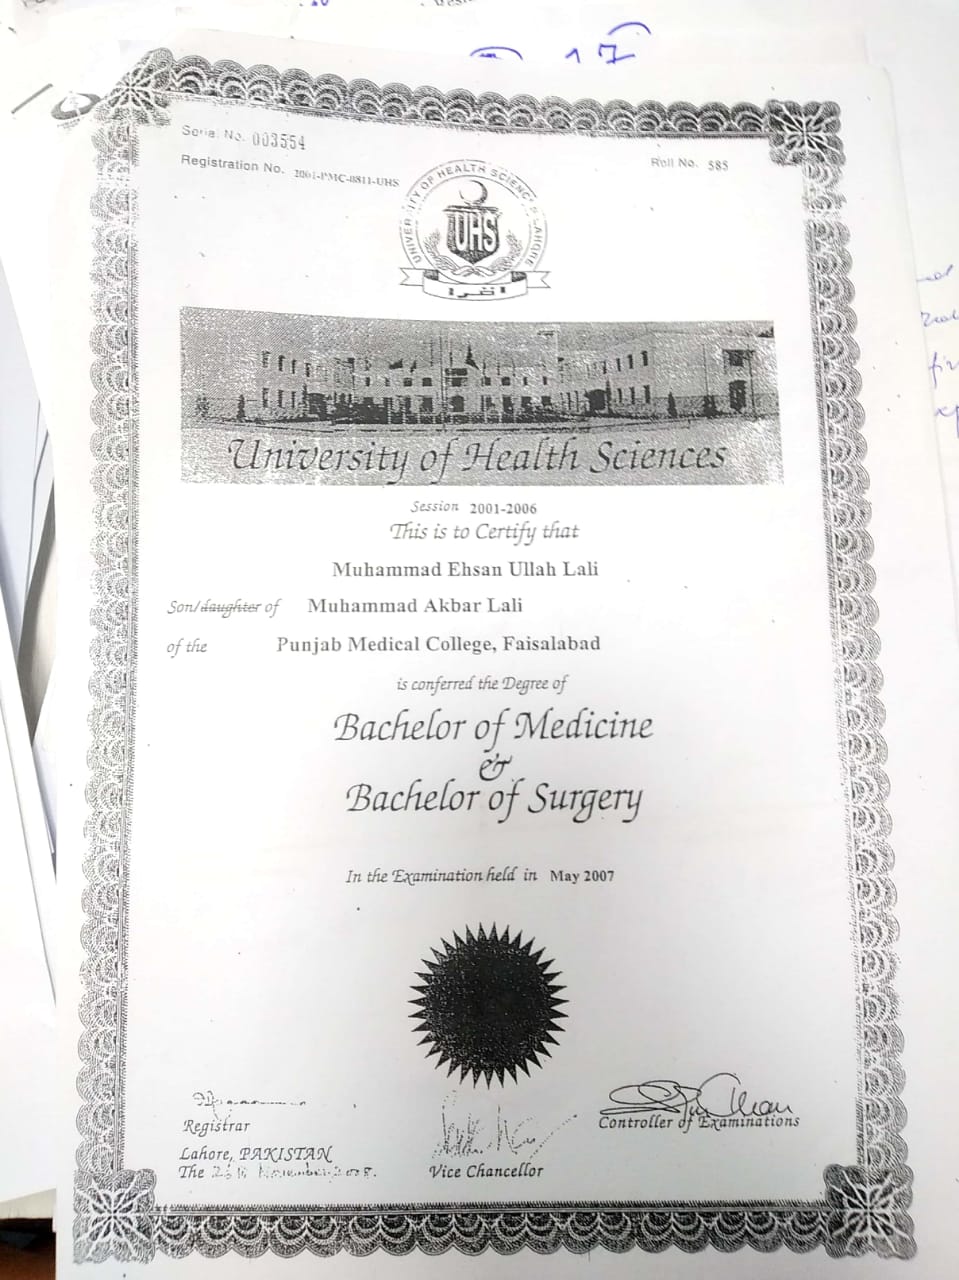 Serial No. 003554
Registration No. 2001-PMC-0811-UHS
Roll No. 585
UNIVERSITY OF HEALTH SCIENCES LAHORE
UHS
اقرا
University of Health Sciences
Session 2001-2006
This is to Certify that
Muhammad Ehsan Ullah Lali
Son/daughter of Muhammad Akbar Lali
of the Punjab Medical College, Faisalabad
is conferred the Degree of
Bachelor of Medicine
&
Bachelor of Surgery
In the Examination held in May 2007
Registrar
Controller of Examinations
Lahore, PAKISTAN.
The November, 2008.
Vice Chancellor